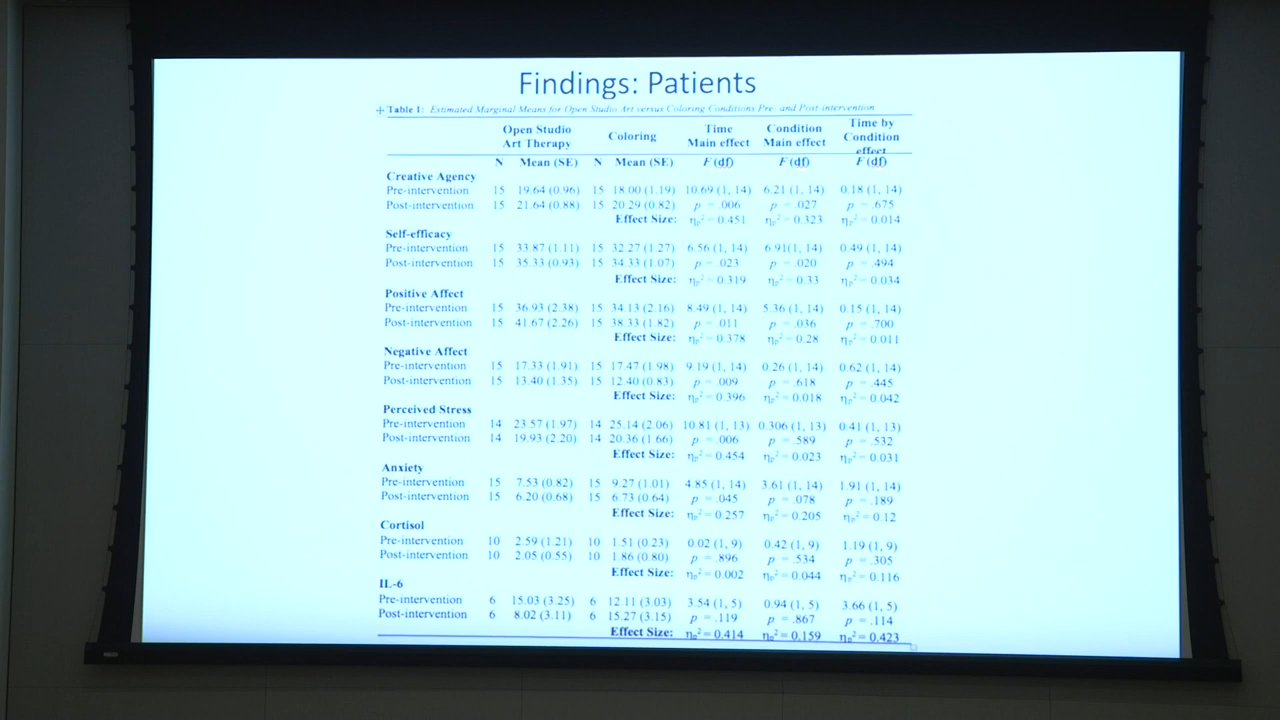 Findings: Patients
Table 1: Estimated Marginal Means for Open Studio Art versus Coloring Conditions Pre- and Post-intervention
Open Studio Art Therapy Coloring Time Main effect Condition Main effect Time by Condition effect
N Mean (SE) N Mean (SE) F (df) F (df) F (df)
Creative Agency
Pre-intervention 15 19.64 (0.96) 15 18.00 (1.19) 10.69 (1, 14) 6.21 (1, 14) 0.18 (1, 14)
Post-intervention 15 21.64 (0.88) 15 20.29 (0.82) p = .006 p = .027 p = .675
Effect Size: ηp² = 0.451 ηp² = 0.323 ηp² = 0.014
Self-efficacy
Pre-intervention 15 33.87 (1.11) 15 32.27 (1.27) 6.56 (1, 14) 6.91(1, 14) 0.49 (1, 14)
Post-intervention 15 35.33 (0.93) 15 34.33 (1.07) p = .023 p = .020 p = .494
Effect Size: ηp² = 0.319 ηp² = 0.33 ηp² = 0.034
Positive Affect
Pre-intervention 15 36.93 (2.38) 15 34.13 (2.16) 8.49 (1, 14) 5.36 (1, 14) 0.15 (1, 14)
Post-intervention 15 41.67 (2.26) 15 38.33 (1.82) p = .011 p = .036 p = .700
Effect Size: ηp² = 0.378 ηp² = 0.28 ηp² = 0.011
Negative Affect
Pre-intervention 15 17.33 (1.91) 15 17.47 (1.98) 9.19 (1, 14) 0.26 (1, 14) 0.62 (1, 14)
Post-intervention 15 13.40 (1.35) 15 12.40 (0.83) p = .009 p = .618 p = .445
Effect Size: ηp² = 0.396 ηp² = 0.018 ηp² = 0.042
Perceived Stress
Pre-intervention 14 23.57 (1.97) 14 25.14 (2.06) 10.81 (1, 13) 0.306 (1, 13) 0.41 (1, 13)
Post-intervention 14 19.93 (2.20) 14 20.36 (1.66) p = .006 p = .589 p = .532
Effect Size: ηp² = 0.454 ηp² = 0.023 ηp² = 0.031
Anxiety
Pre-intervention 15 7.53 (0.82) 15 9.27 (1.01) 4.85 (1, 14) 3.61 (1, 14) 1.91 (1, 14)
Post-intervention 15 6.20 (0.68) 15 6.73 (0.64) p = .045 p = .078 p = .189
Effect Size: ηp² = 0.257 ηp² = 0.205 ηp² = 0.12
Cortisol
Pre-intervention 10 2.59 (1.21) 10 1.51 (0.23) 0.02 (1, 9) 0.42 (1, 9) 1.19 (1, 9)
Post-intervention 10 2.05 (0.55) 10 1.86 (0.80) p = .896 p = .534 p = .305
Effect Size: ηp² = 0.002 ηp² = 0.044 ηp² = 0.116
IL-6
Pre-intervention 6 15.03 (3.25) 6 12.11 (3.03) 3.54 (1, 5) 0.94 (1, 5) 3.66 (1, 5)
Post-intervention 6 8.02 (3.11) 6 15.27 (3.15) p = .119 p = .867 p = .114
Effect Size: ηp² = 0.414 ηp² = 0.159 ηp² = 0.423